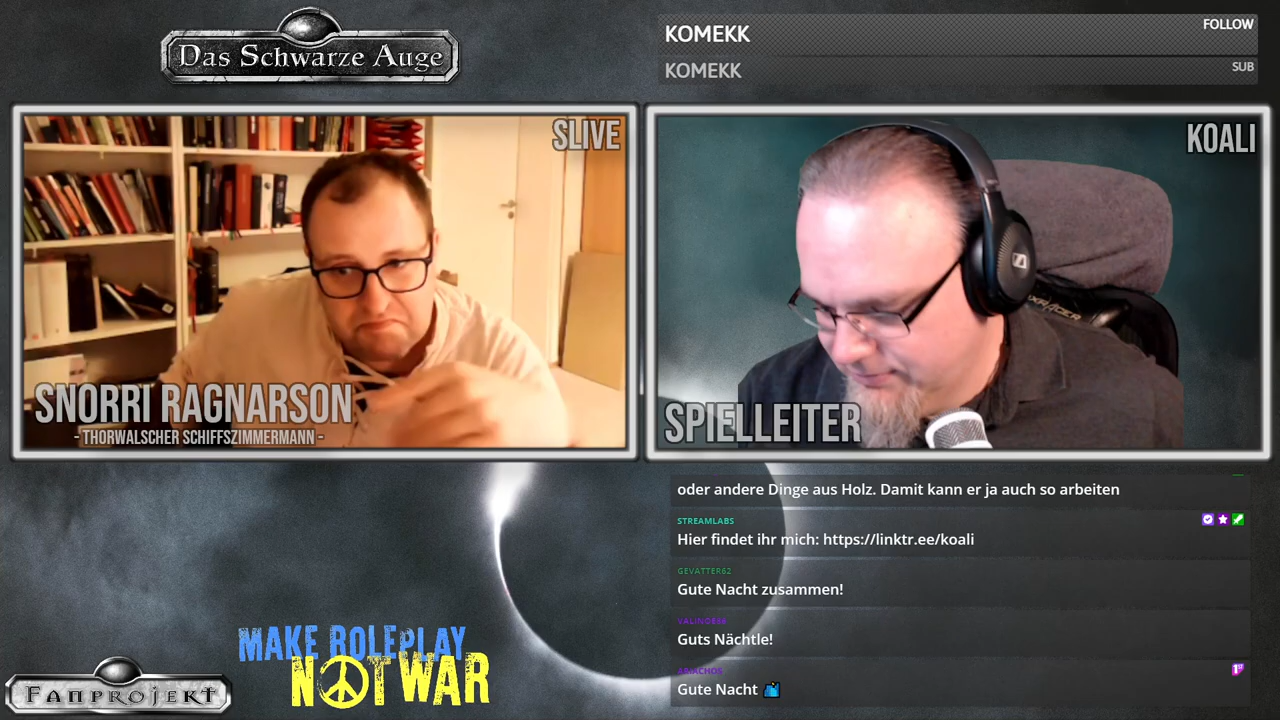 Das Schwarze Auge
KOMEKK
FOLLOW
KOMEKK
SUB
SLIVE
SNORRI RAGNARSON
- THORWALSCHER SCHIFFSZIMMERMANN -
KOALI
SPIELLEITER
oder andere Dinge aus Holz. Damit kann er ja auch so arbeiten
STREAMLABS
Hier findet ihr mich: https://linktr.ee/koali
GEVATTER62
Gute Nacht zusammen!
Guts Nächtle!
Gute Nacht
MAKE ROLEPLAY
NOT WAR
FANPROJEKT